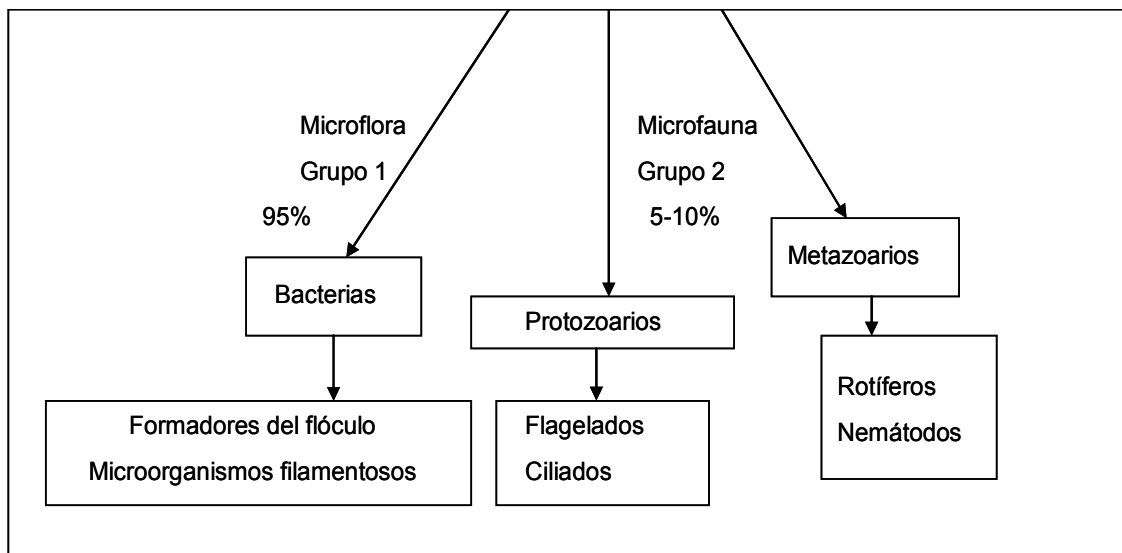 Microflora
Grupo 1
95%
Microfauna
Grupo 2
5-10%
Bacterias
Protozoarios
Metazoarios
Formadores del flóculo
Microorganismos filamentosos
Flagelados
Ciliados
Rotíferos
Nemátodos